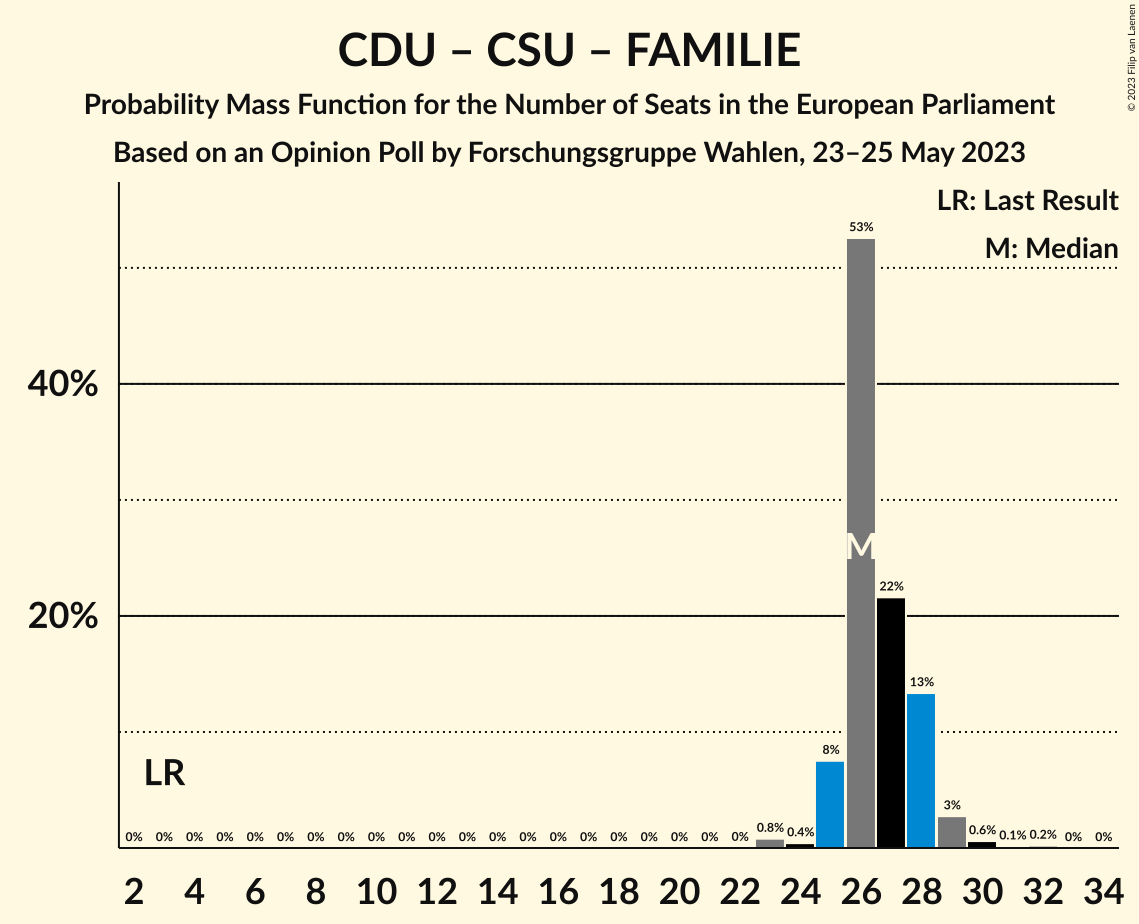 CDU – CSU – FAMILIE
Probability Mass Function for the Number of Seats in the European Parliament
Based on an Opinion Poll by Forschungsgruppe Wahlen, 23–25 May 2023
© 2023 Filip van Laenen
LR: Last Result
M: Median
53%
40%
M
22%
20%
13%
8%
LR
3%
0% 0% 0% 0% 0% 0% 0% 0% 0% 0% 0% 0% 0% 0% 0% 0% 0% 0% 0% 0% 0% 0.8% 0.4% 0.6% 0.1% 0.2% 0% 0%
2 4 6 8 10 12 14 16 18 20 22 24 26 28 30 32 34